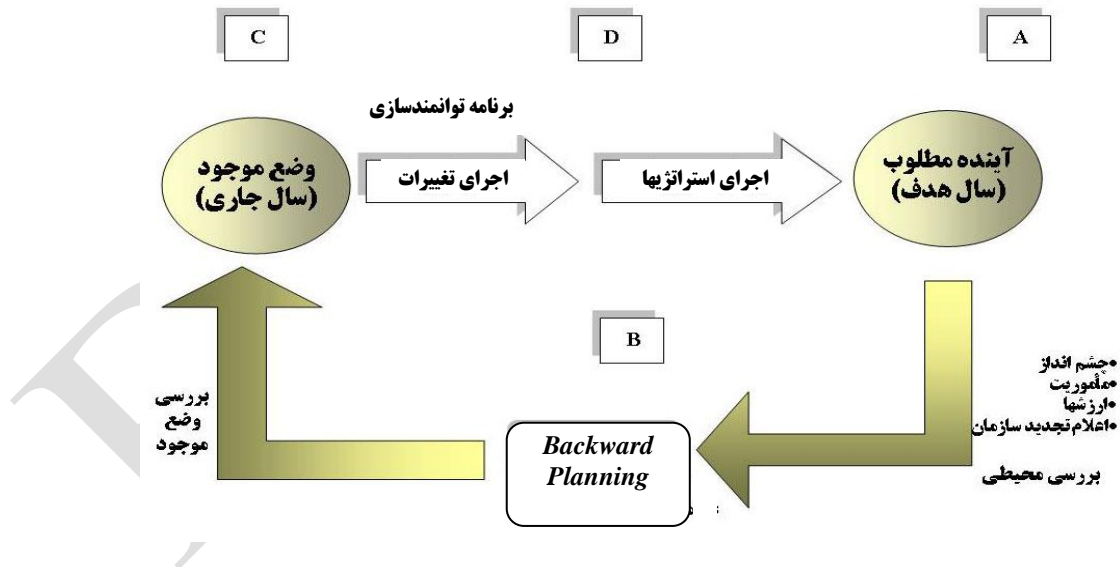 C
D
A
برنامه توانمندسازی
آینده مطلوب
(سال هدف)
اجرای استراتژیها
اجرای تغییرات
وضع موجود
(سال جاری)
B
•چشم انداز
•مأموریت
•ارزشها
•اعلام تجدید سازمان
بررسی محیطی
Backward
Planning
بررسی
وضع
موجود